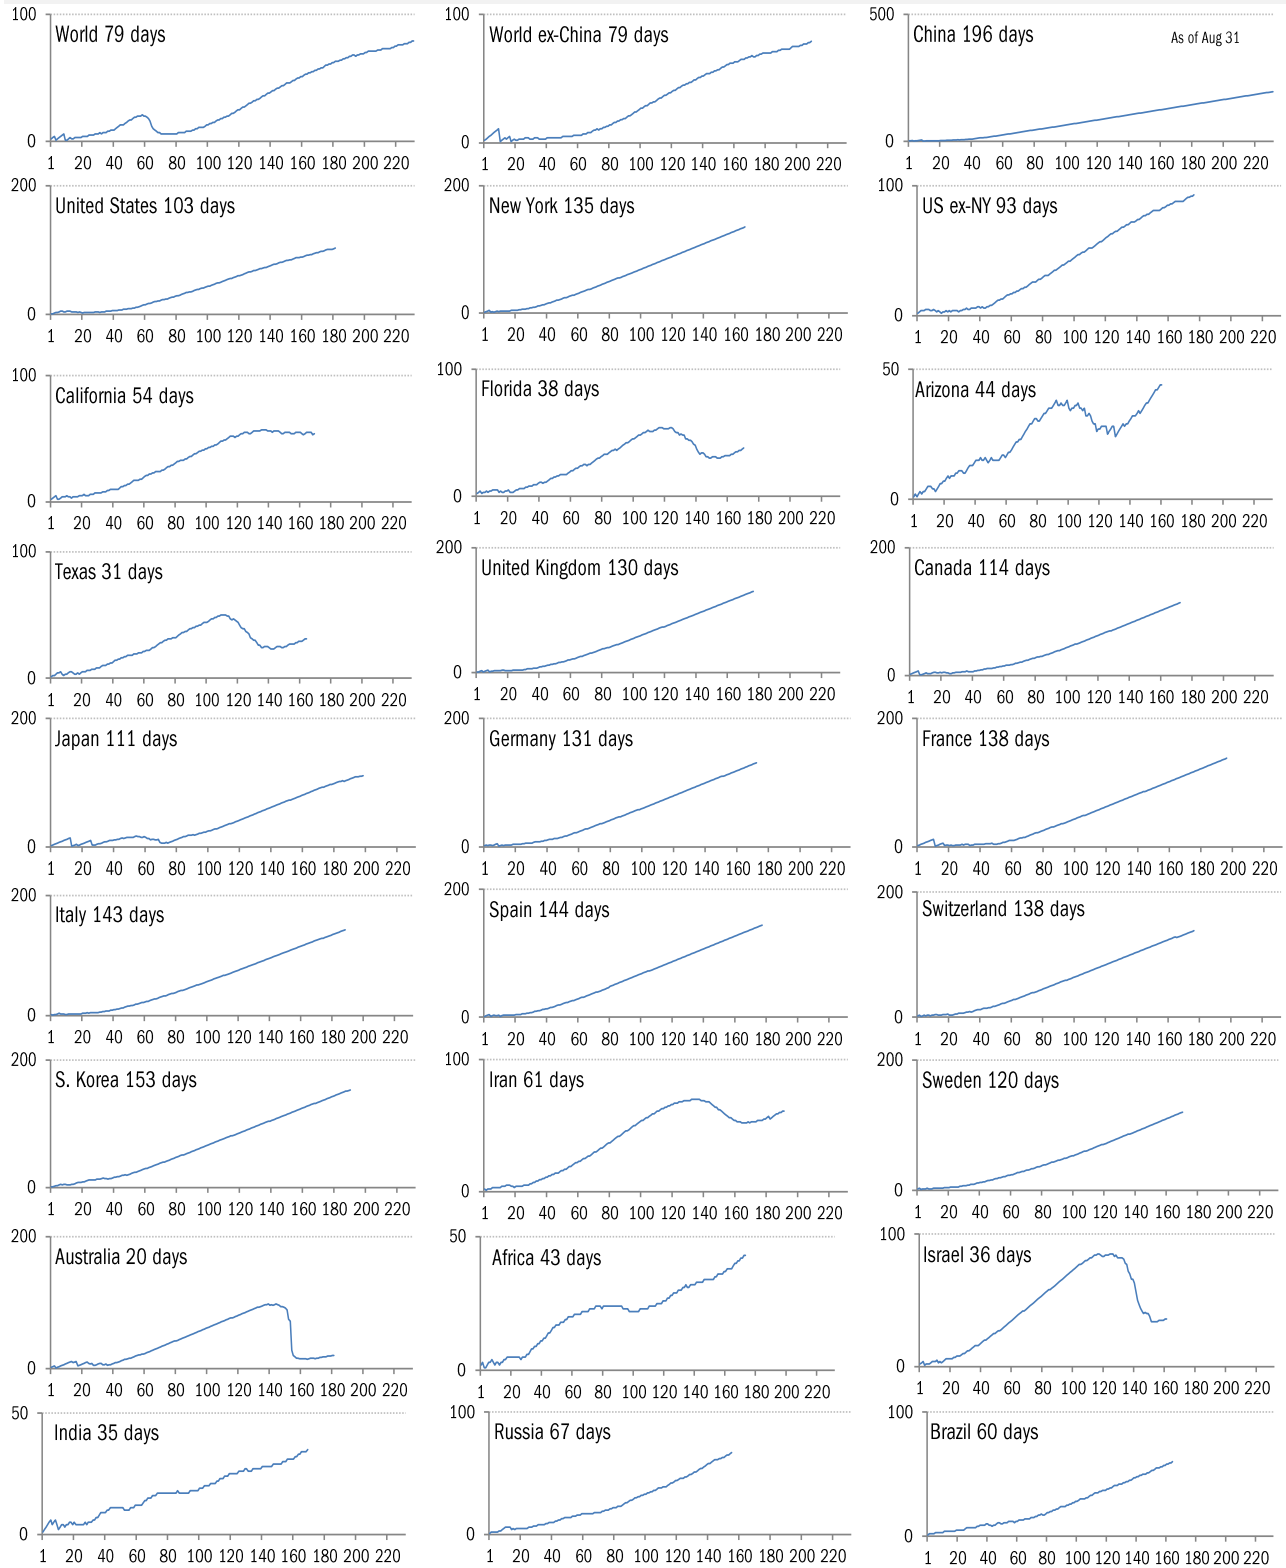 100
World 79 days
0
1 20 40 60 80 100 120 140 160 180 200 220
100
World ex-China 79 days
0
1 20 40 60 80 100 120 140 160 180 200 220
500
China 196 days
As of Aug 31
0
1 20 40 60 80 100 120 140 160 180 200 220
200
United States 103 days
0
1 20 40 60 80 100 120 140 160 180 200 220
200
New York 135 days
0
1 20 40 60 80 100 120 140 160 180 200 220
100
US ex-NY 93 days
0
1 20 40 60 80 100 120 140 160 180 200 220
100
California 54 days
0
1 20 40 60 80 100 120 140 160 180 200 220
100
Florida 38 days
0
1 20 40 60 80 100 120 140 160 180 200 220
50
Arizona 44 days
0
1 20 40 60 80 100 120 140 160 180 200 220
100
Texas 31 days
0
1 20 40 60 80 100 120 140 160 180 200 220
200
United Kingdom 130 days
0
1 20 40 60 80 100 120 140 160 180 200 220
200
Canada 114 days
0
1 20 40 60 80 100 120 140 160 180 200 220
200
Japan 111 days
0
1 20 40 60 80 100 120 140 160 180 200 220
200
Germany 131 days
0
1 20 40 60 80 100 120 140 160 180 200 220
200
France 138 days
0
1 20 40 60 80 100 120 140 160 180 200 220
200
Italy 143 days
0
1 20 40 60 80 100 120 140 160 180 200 220
200
Spain 144 days
0
1 20 40 60 80 100 120 140 160 180 200 220
200
Switzerland 138 days
0
1 20 40 60 80 100 120 140 160 180 200 220
200
S. Korea 153 days
0
1 20 40 60 80 100 120 140 160 180 200 220
100
Iran 61 days
0
1 20 40 60 80 100 120 140 160 180 200 220
200
Sweden 120 days
0
1 20 40 60 80 100 120 140 160 180 200 220
200
Australia 20 days
0
1 20 40 60 80 100 120 140 160 180 200 220
50
Africa 43 days
0
1 20 40 60 80 100 120 140 160 180 200 220
100
Israel 36 days
0
1 20 40 60 80 100 120 140 160 180 200 220
50
India 35 days
0
1 20 40 60 80 100 120 140 160 180 200 220
100
Russia 67 days
0
1 20 40 60 80 100 120 140 160 180 200 220
100
Brazil 60 days
0
1 20 40 60 80 100 120 140 160 180 200 220